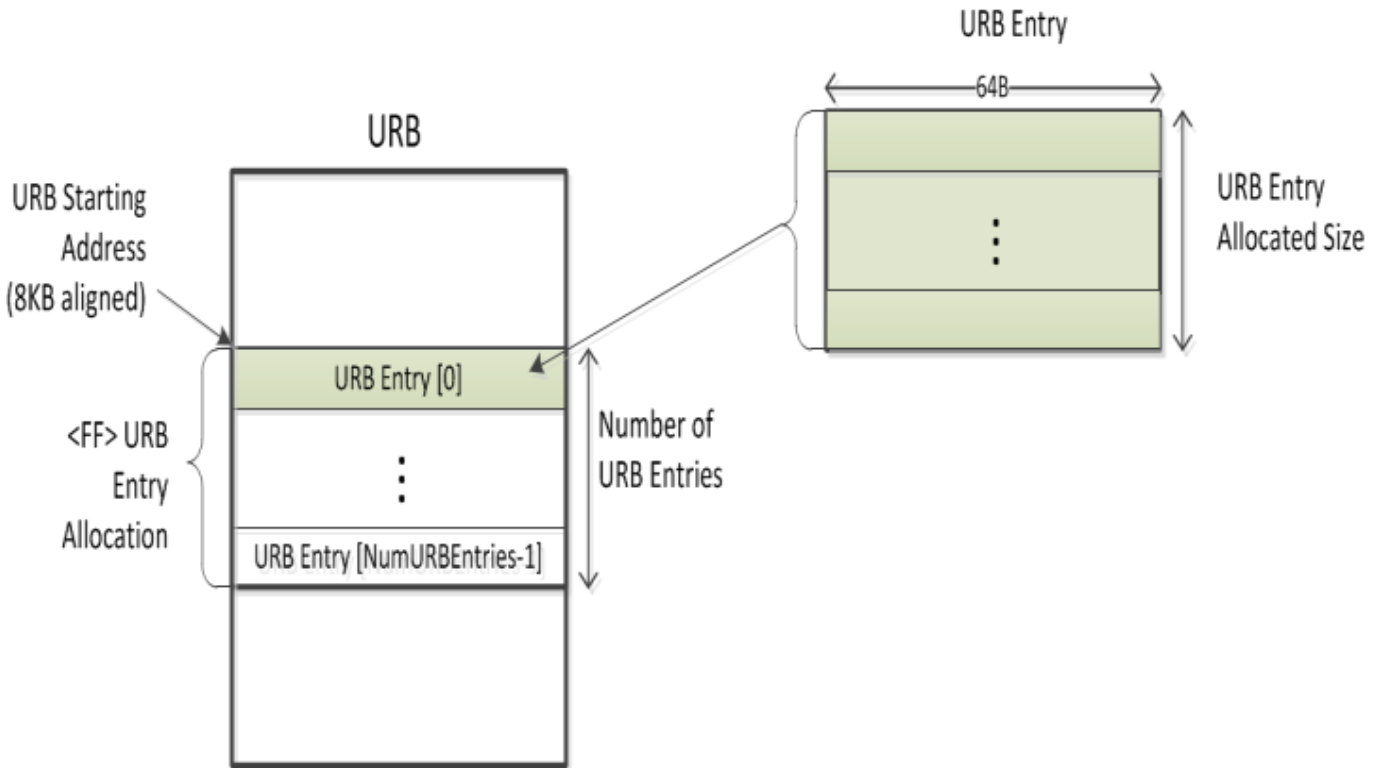 URB Entry
64B
URB
URB Starting
Address
(8KB aligned)
URB Entry
Allocated Size
URB Entry [0]
<FF> URB
Entry
Allocation
Number of
URB Entries
URB Entry [NumURBEntries-1]